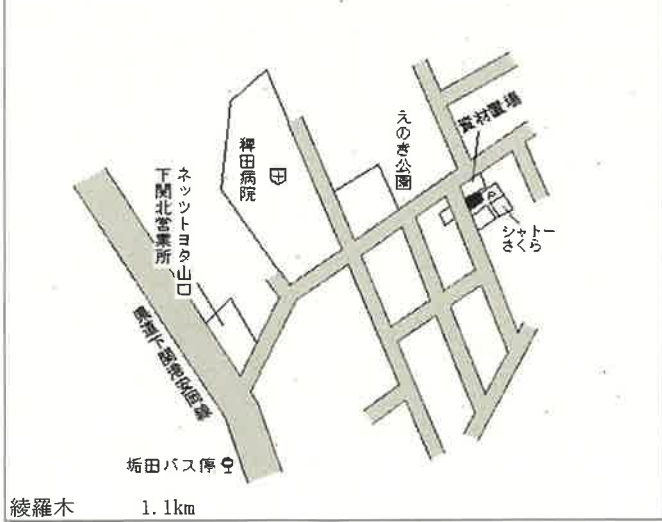 えのき公園
資材置場
稗田病院
ネッツトヨタ山口
下関北営業所
シャトー
さくら
県道下関港安岡線
垢田バス停
綾羅木 1.1km